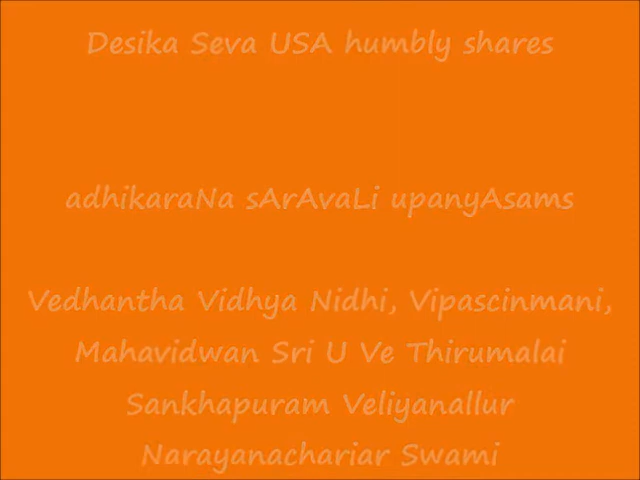 Desika Seva USA humbly shares
adhikaraNa sArAvaLi upanyAsams
Vedhantha Vidhya Nidhi, Vipascinmani,
Mahavidwan Sri U Ve Thirumalai
Sankhapuram Veliyanallur
Narayanachariar Swami